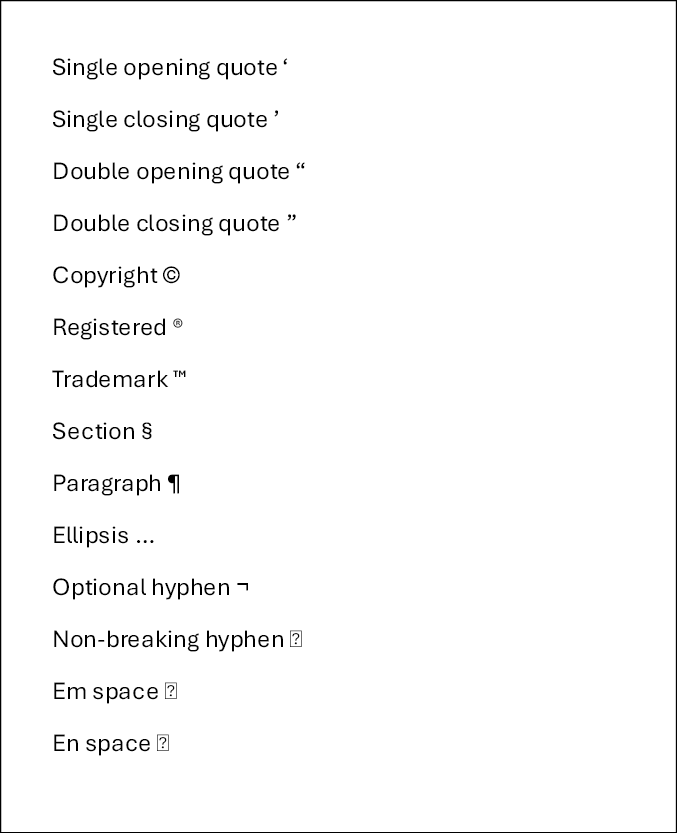 Single opening quote ‘
Single closing quote ’
Double opening quote “
Double closing quote ”
Copyright ©
Registered ®
Trademark ™
Section §
Paragraph ¶
Ellipsis …
Optional hyphen ¬
Non-breaking hyphen ⍰
Em space ⍰
En space ⍰